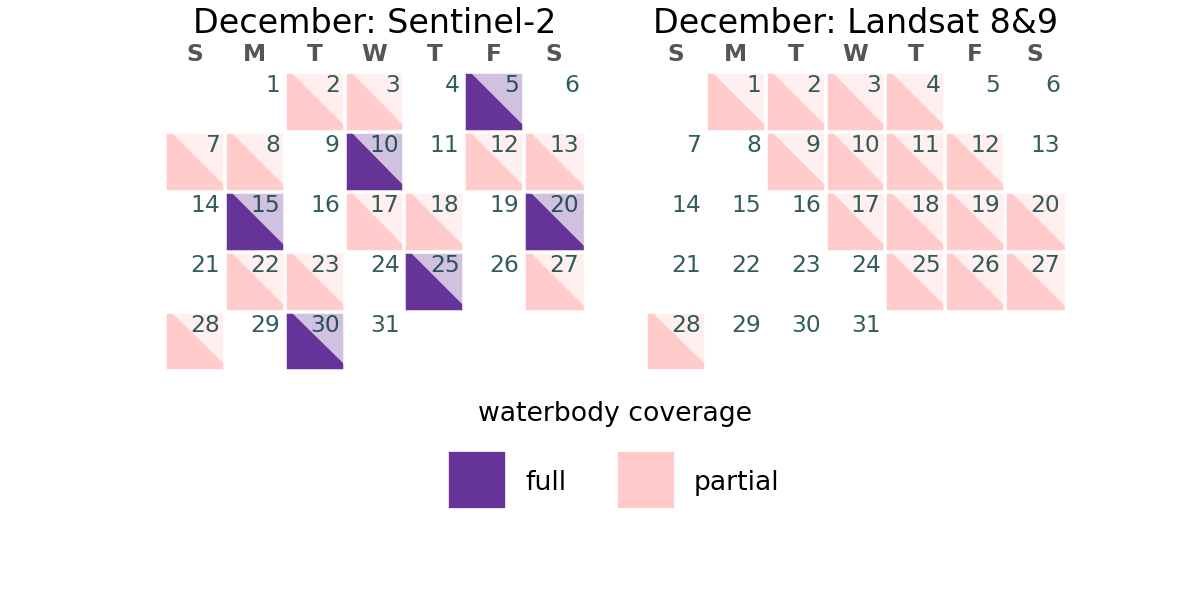 December: Sentinel-2
S M T W T F S
1 2 3 4 5 6
7 8 9 10 11 12 13
14 15 16 17 18 19 20
21 22 23 24 25 26 27
28 29 30 31
December: Landsat 8&9
S M T W T F S
1 2 3 4 5 6
7 8 9 10 11 12 13
14 15 16 17 18 19 20
21 22 23 24 25 26 27
28 29 30 31
waterbody coverage
full partial